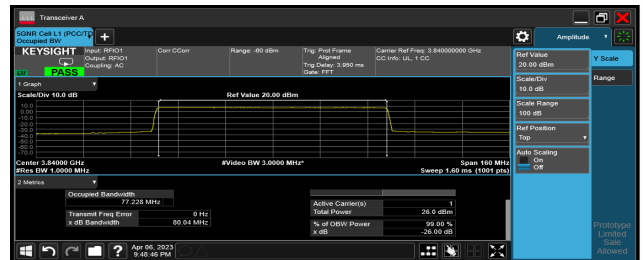 Transceiver A
5GNR Cell L1 (PCC/TD
Occupied BW
Amplitude
KEYSIGHT
LVI PASS
Input: RFIO1
Output: RFIO1
Coupling: AC
Corr CCorr
Range: -60 dBm
Trig: Prot Frame
Aligned
Trig Delay: 3.950 ms
Gate: FFT
Carrier Ref Freq: 3.840000000 GHz
CC Info: UL, 1 CC
Ref Value
20.00 dBm
Y Scale
Scale/Div
10.0 dB
Range
Scale Range
100 dB
Ref Position
Top
Auto Scaling
On
Off
1 Graph
Scale/Div 10.0 dB
Ref Value 20.00 dBm
10.0
0.00
-10.0
-20.0
-30.0
-40.0
-50.0
-60.0
-70.0
Center 3.84000 GHz
#Video BW 3.0000 MHz*
Span 160 MHz
#Res BW 1.0000 MHz
Sweep 1.60 ms (1001 pts)
2 Metrics
Occupied Bandwidth
77.228 MHz
Transmit Freq Error 0 Hz
x dB Bandwidth 80.04 MHz
Active Carrier(s) 1
Total Power 26.0 dBm
% of OBW Power 99.00 %
x dB -26.00 dB
Prototype
Limited
Sale
Allowed
?
Apr 06, 2023
9:48:46 PM